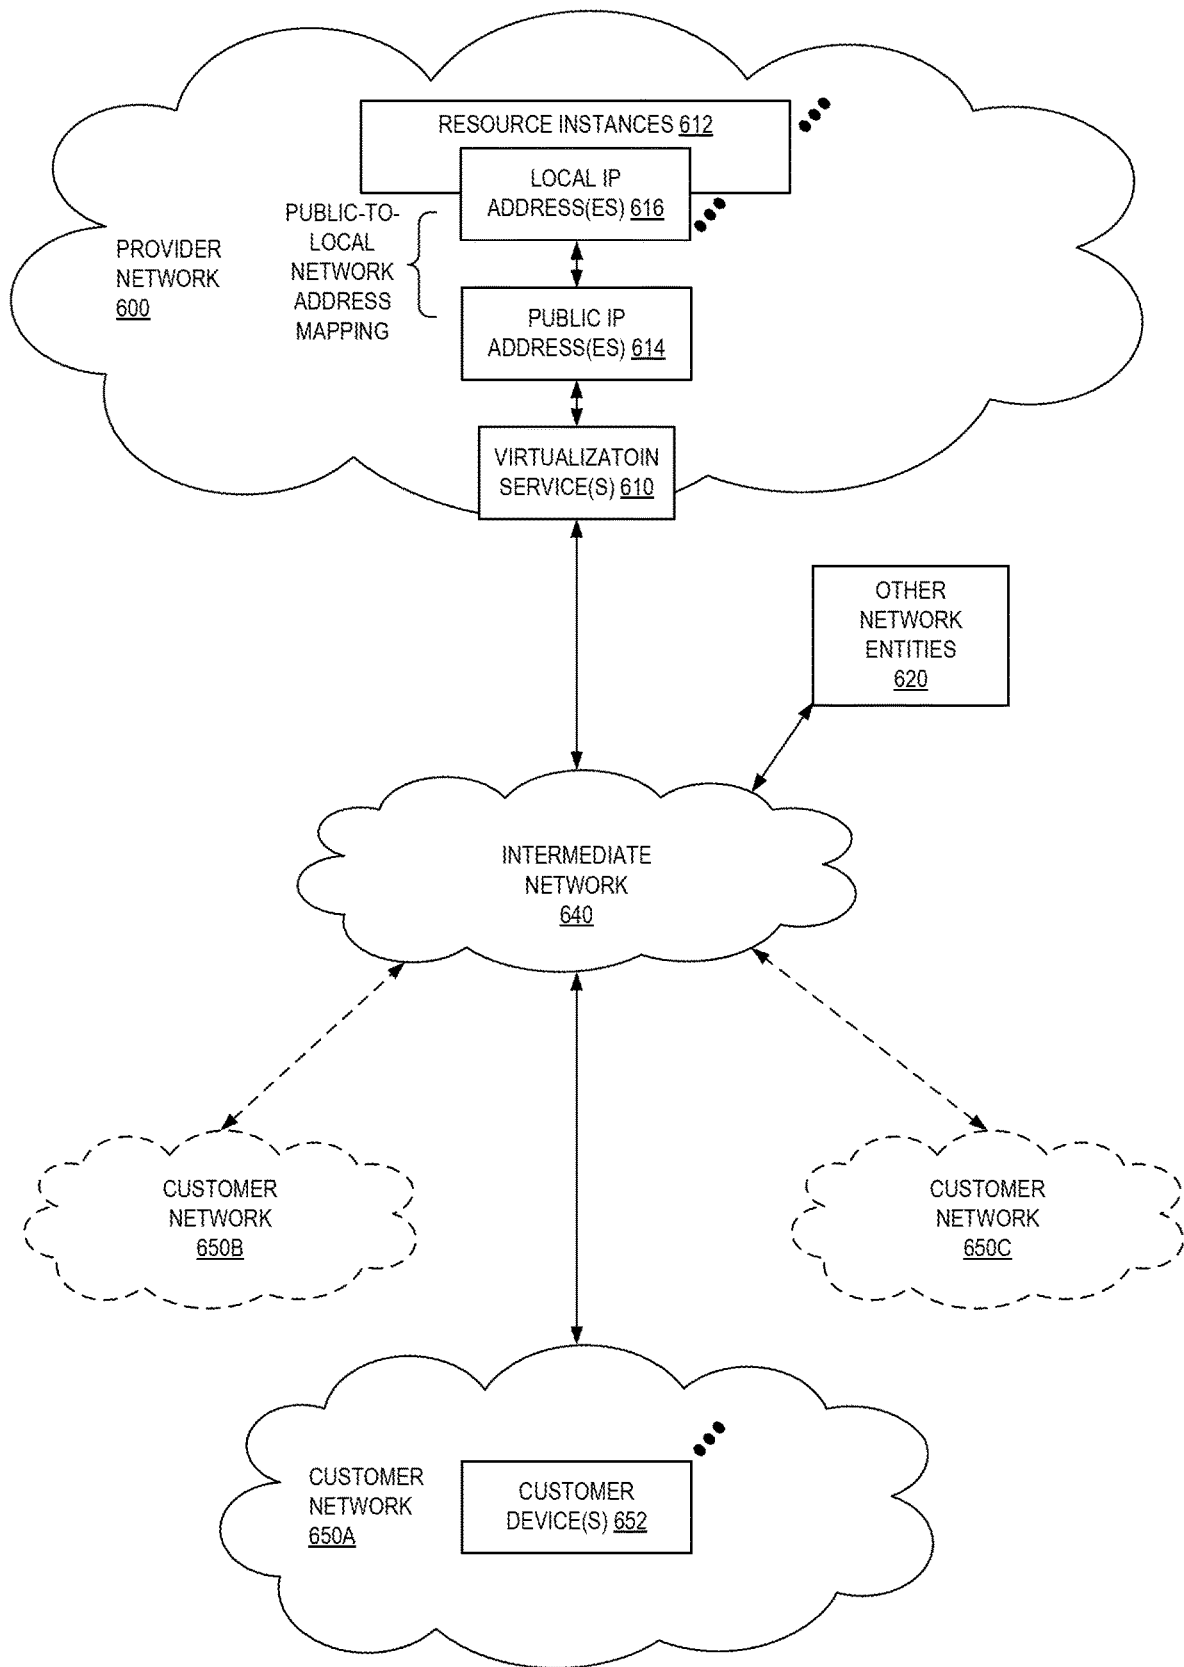 RESOURCE INSTANCES 612
LOCAL IP
ADDRESS(ES) 616
PUBLIC-TO-
LOCAL
NETWORK
ADDRESS
MAPPING
PROVIDER
NETWORK
600
PUBLIC IP
ADDRESS(ES) 614
VIRTUALIZATOIN
SERVICE(S) 610
OTHER
NETWORK
ENTITIES
620
INTERMEDIATE
NETWORK
640
CUSTOMER
NETWORK
650B
CUSTOMER
NETWORK
650C
CUSTOMER
NETWORK
650A
CUSTOMER
DEVICE(S) 652